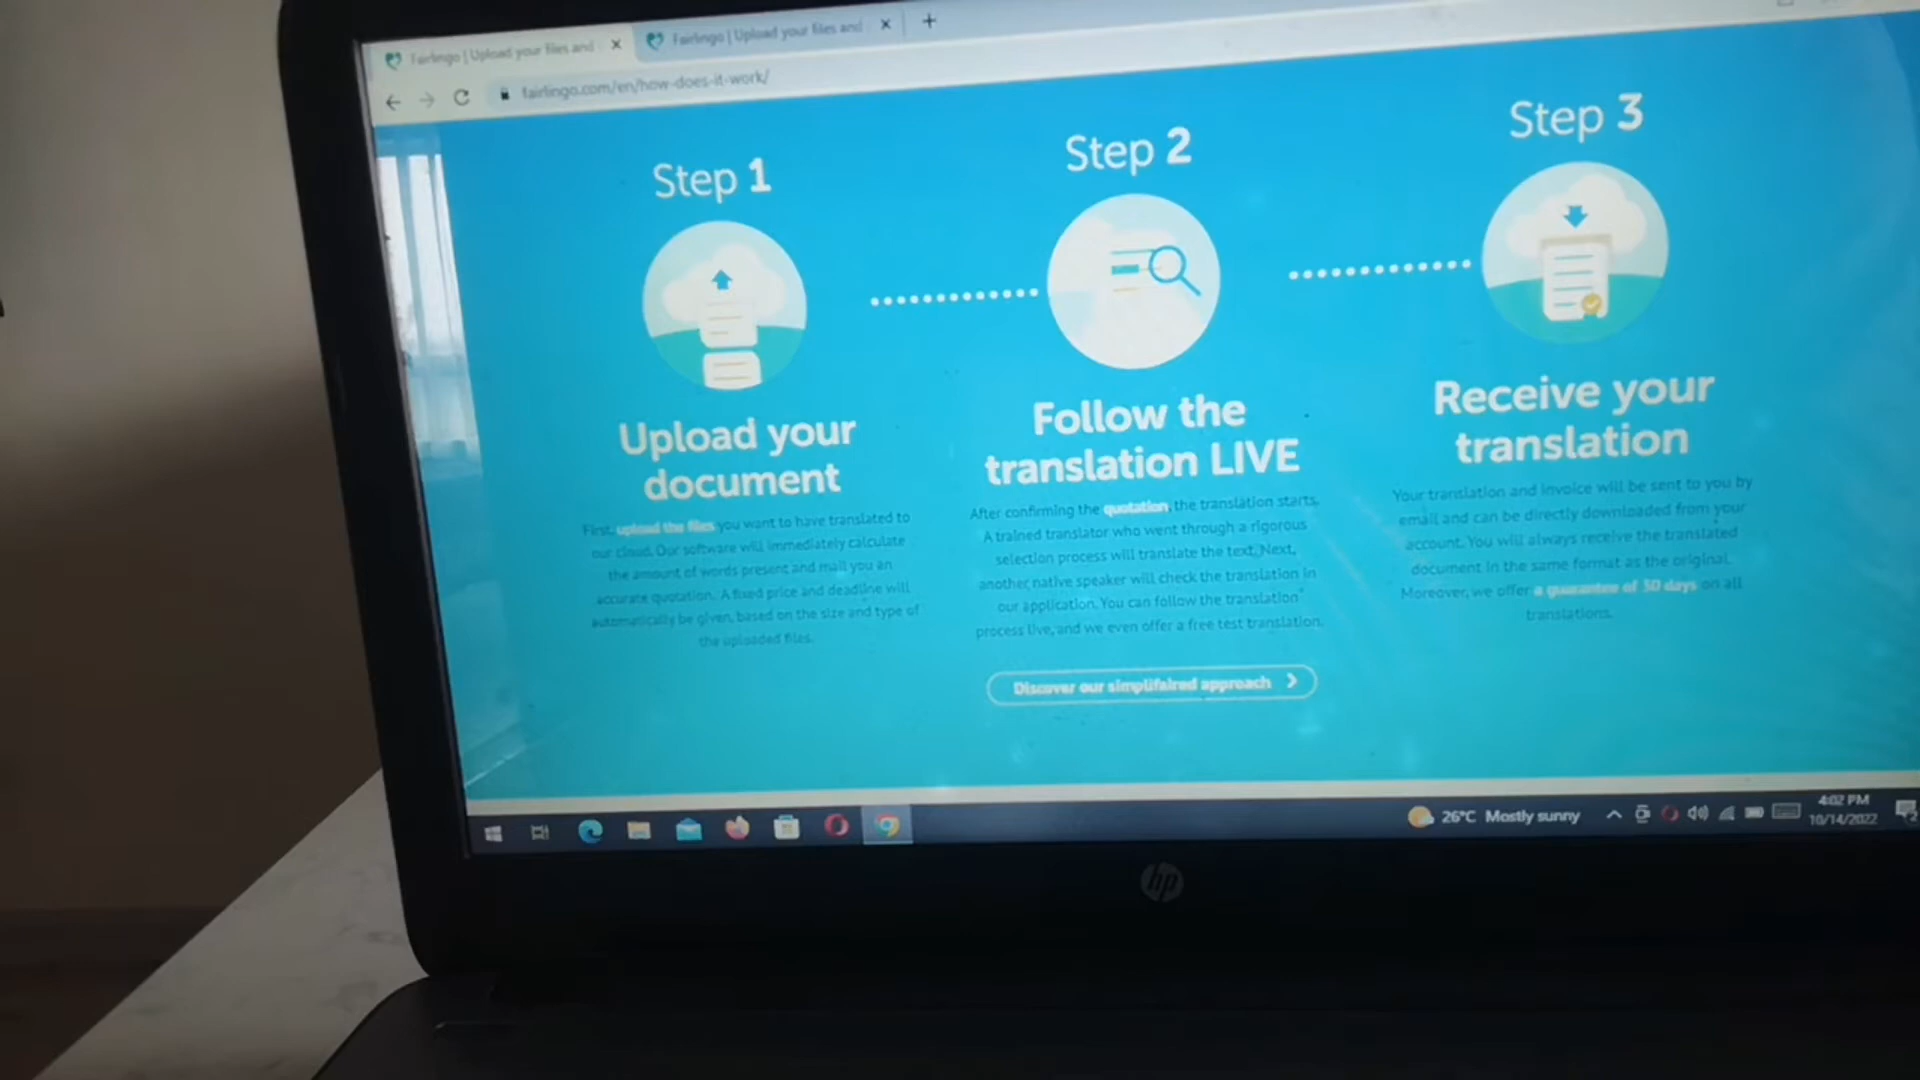 Fairlingo | Upload your files and
Fairlingo | Upload your files and
fairlingo.com/en/how-does-it-work/
Step 1
Upload your
document
First, upload the files you want to have translated to
our cloud. Our software will immediately calculate
the amount of words present and mail you an
accurate quotation. A fixed price and deadline will
automatically be given, based on the size and type of
the uploaded files.
Step 2
Follow the
translation LIVE
After confirming the quotation, the translation starts.
A trained translator who went through a rigorous
selection process will translate the text. Next,
another native speaker will check the translation in
our application. You can follow the translation
process live, and we even offer a free test translation.
Discover our simplifaired approach
Step 3
Receive your
translation
Your translation and invoice will be sent to you by
email and can be directly downloaded from your
account. You will always receive the translated
document in the same format as the original.
Moreover, we offer a guarantee of 30 days on all
translations.
26°C Mostly sunny
4:02 PM
10/14/2022
2
hp